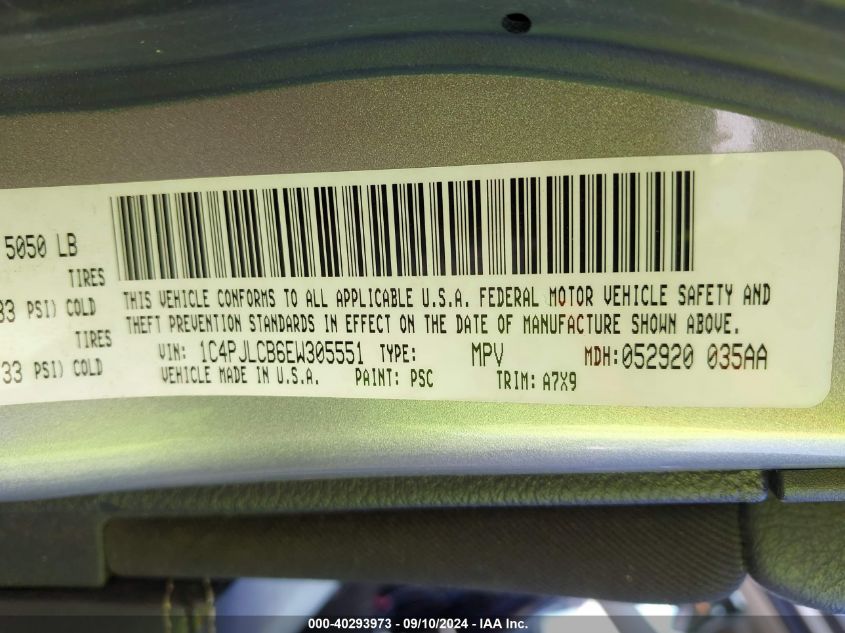 5050 LB
TIRES
33 PSI) COLD
TIRES
33 PSI) COLD
THIS VEHICLE CONFORMS TO ALL APPLICABLE U.S.A. FEDERAL MOTOR VEHICLE SAFETY AND
THEFT PREVENTION STANDARDS IN EFFECT ON THE DATE OF MANUFACTURE SHOWN ABOVE.
VIN: 1C4PJLCB6EW305551 TYPE: MPV MDH:052920 035AA
VEHICLE MADE IN U.S.A. PAINT: PSC TRIM: A7X9
000-40293973 - 09/10/2024 - IAA Inc.